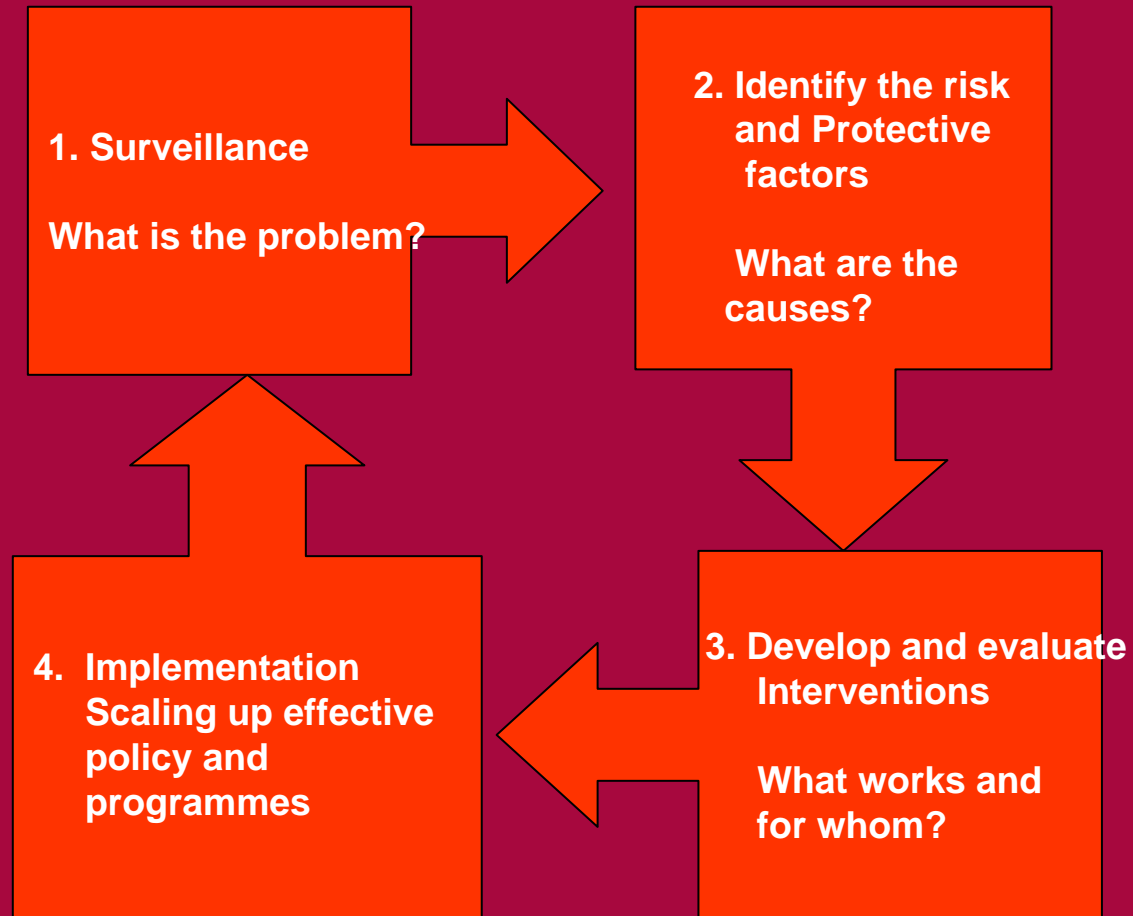 1. Surveillance
What is the problem?
2. Identify the risk
and Protective
factors
What are the
causes?
3. Develop and evaluate
Interventions
What works and
for whom?
4. Implementation
Scaling up effective
policy and
programmes